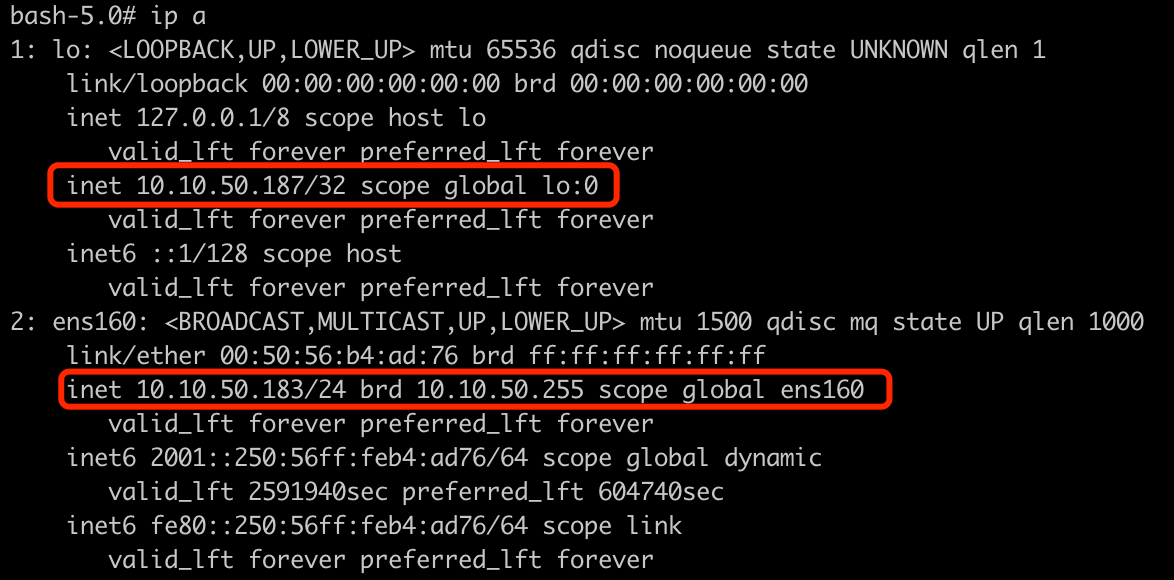 bash-5.0# ip a
1: lo: <LOOPBACK,UP,LOWER_UP> mtu 65536 qdisc noqueue state UNKNOWN qlen 1
    link/loopback 00:00:00:00:00:00 brd 00:00:00:00:00:00
    inet 127.0.0.1/8 scope host lo
       valid_lft forever preferred_lft forever
    inet 10.10.50.187/32 scope global lo:0
       valid_lft forever preferred_lft forever
    inet6 ::1/128 scope host
       valid_lft forever preferred_lft forever
2: ens160: <BROADCAST,MULTICAST,UP,LOWER_UP> mtu 1500 qdisc mq state UP qlen 1000
    link/ether 00:50:56:b4:ad:76 brd ff:ff:ff:ff:ff:ff
    inet 10.10.50.183/24 brd 10.10.50.255 scope global ens160
       valid_lft forever preferred_lft forever
    inet6 2001::250:56ff:feb4:ad76/64 scope global dynamic
       valid_lft 2591940sec preferred_lft 604740sec
    inet6 fe80::250:56ff:feb4:ad76/64 scope link
       valid_lft forever preferred_lft forever